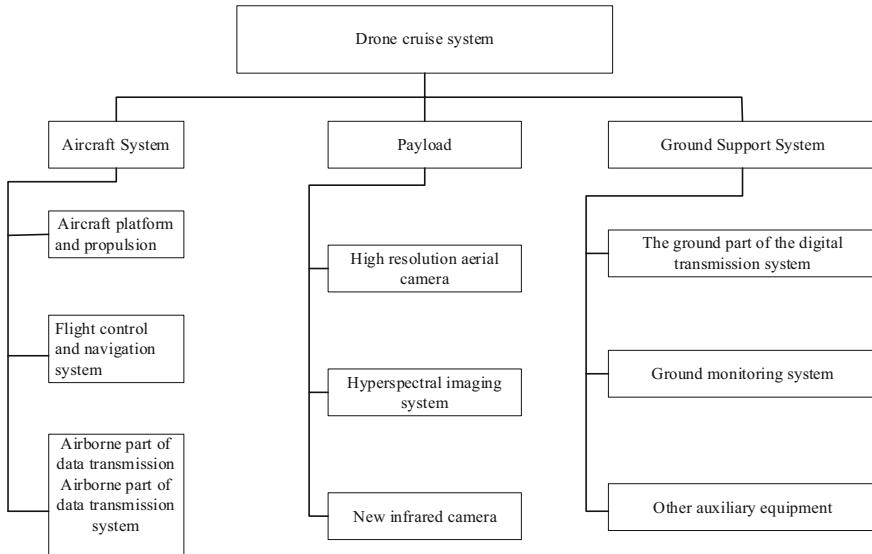 Drone cruise system
Aircraft System
Payload
Ground Support System
Aircraft platform
and propulsion
High resolution aerial
camera
The ground part of the digital
transmission system
Flight control
and navigation
system
Hyperspectral imaging
system
Ground monitoring system
Airborne part of
data transmission
Airborne part of
data transmission
system
New infrared camera
Other auxiliary equipment